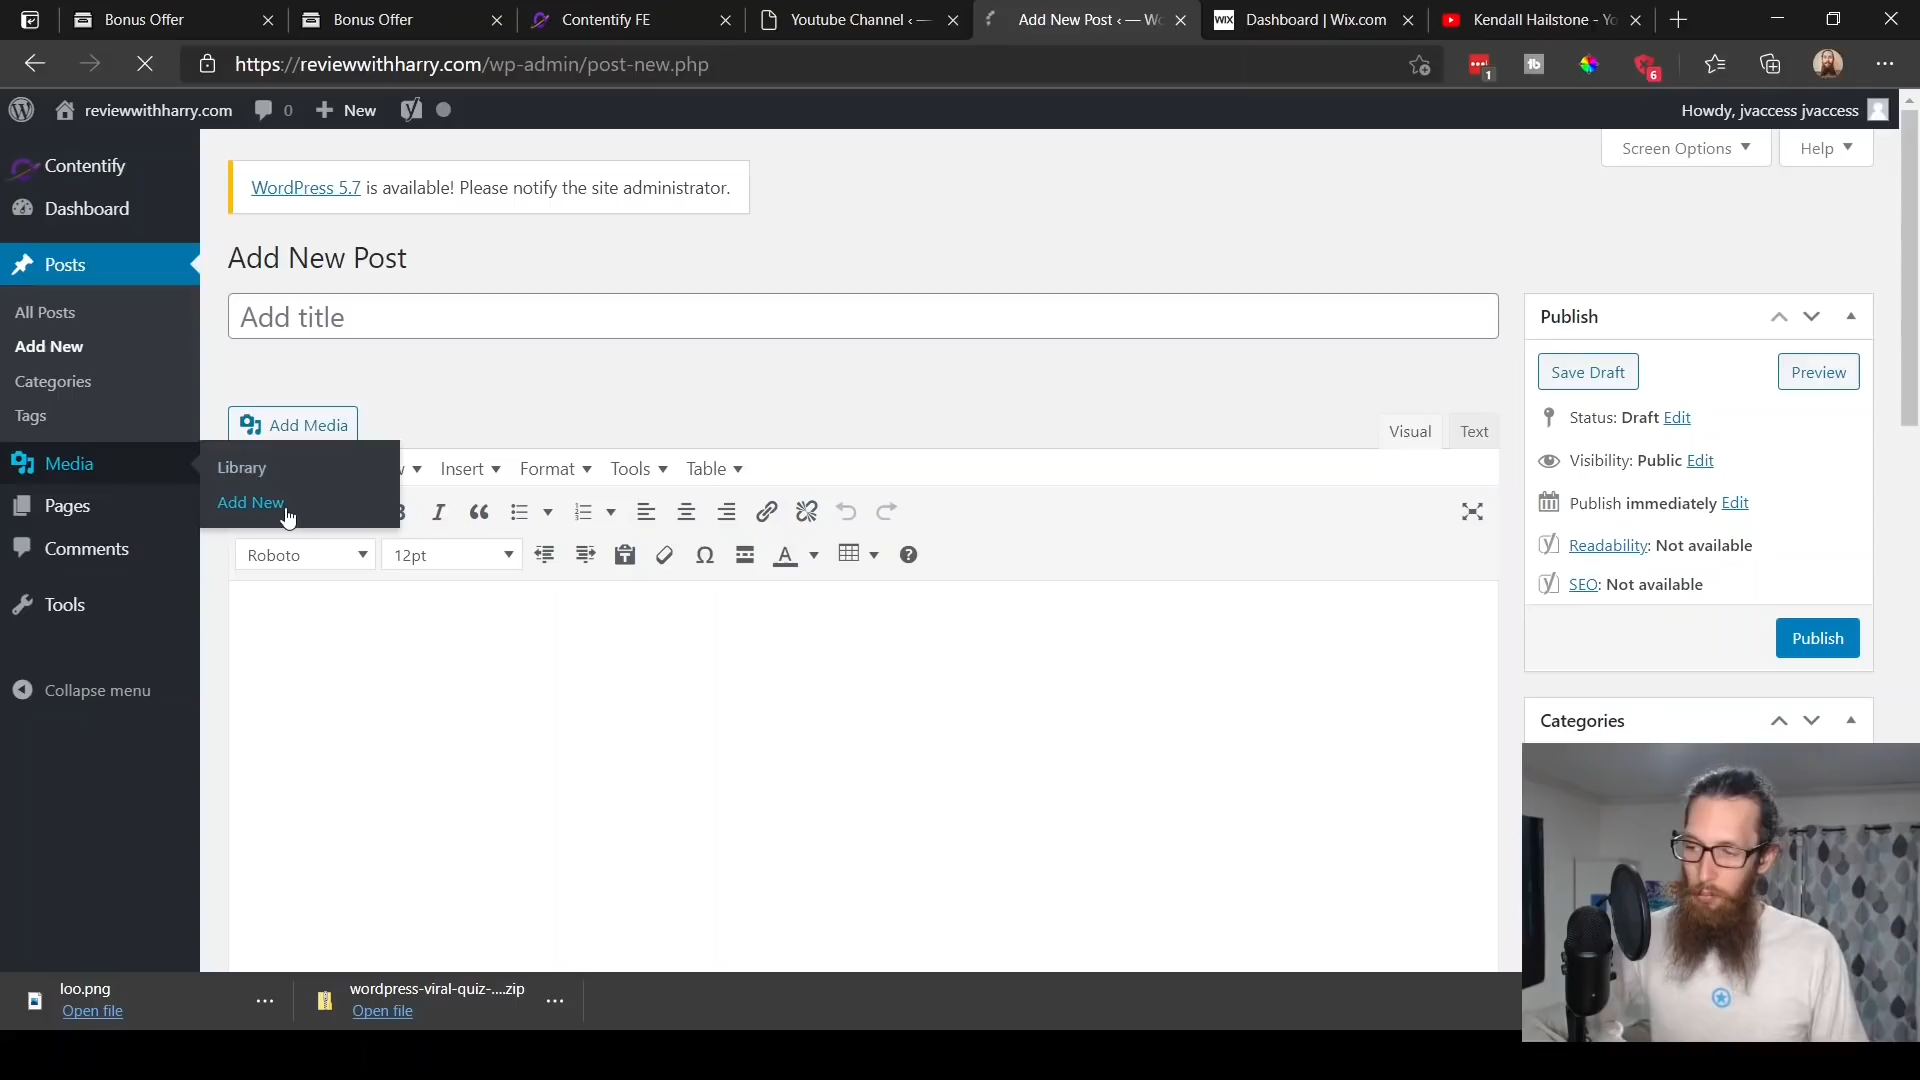 Bonus Offer
Bonus Offer
Contentify FE
Youtube Channel ‹ —
Add New Post ‹ — Wo
WIX
Dashboard | Wix.com
Kendall Hailstone - Yo
https://reviewwithharry.com/wp-admin/post-new.php
1
tb
6
reviewwithharry.com
0
New
Howdy, jvaccess jvaccess
Contentify
Dashboard
Posts
All Posts
Add New
Categories
Tags
Media
Library
Add New
Pages
Comments
Tools
Collapse menu
Screen Options
Help
WordPress 5.7 is available! Please notify the site administrator.
Add New Post
Add title
Add Media
Visual
Text
Insert
Format
Tools
Table
Roboto
12pt
Publish
Save Draft
Preview
Status: Draft Edit
Visibility: Public Edit
Publish immediately Edit
Readability: Not available
SEO: Not available
Publish
Categories
loo.png
Open file
wordpress-viral-quiz-....zip
Open file